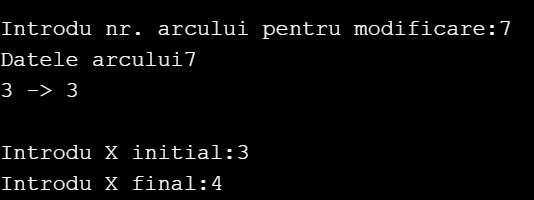 Introdu nr. arcului pentru modificare:7
Datele arcului7
3 -> 3
Introdu X initial:3
Introdu X final:4